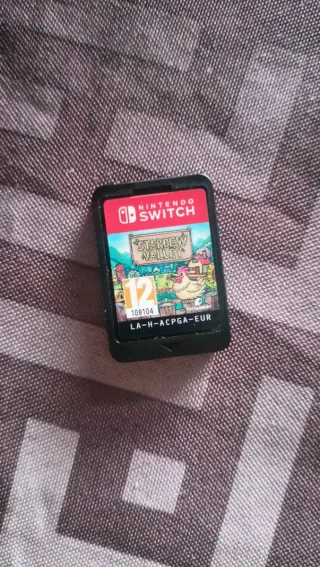 NINTENDO
SWITCH
STARDEW
VALLEY
12
108104
LA-H-ACPGA-EUR